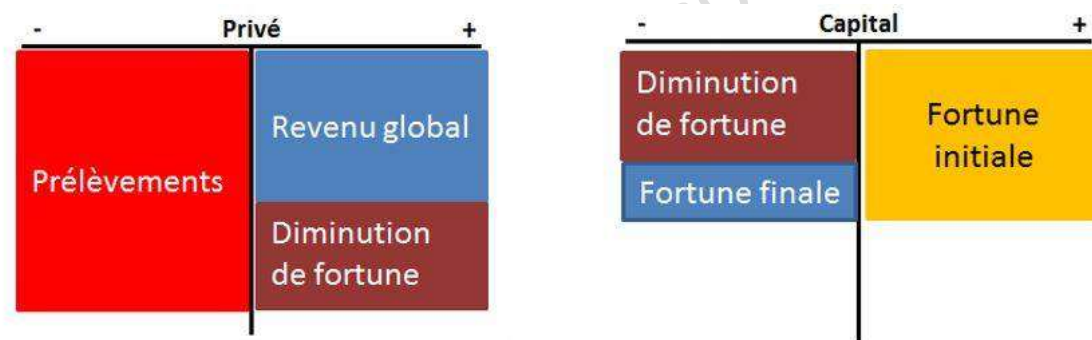 - Privé +
Prélèvements
Revenu global
Diminution
de fortune
- Capital +
Diminution
de fortune
Fortune finale
Fortune
initiale